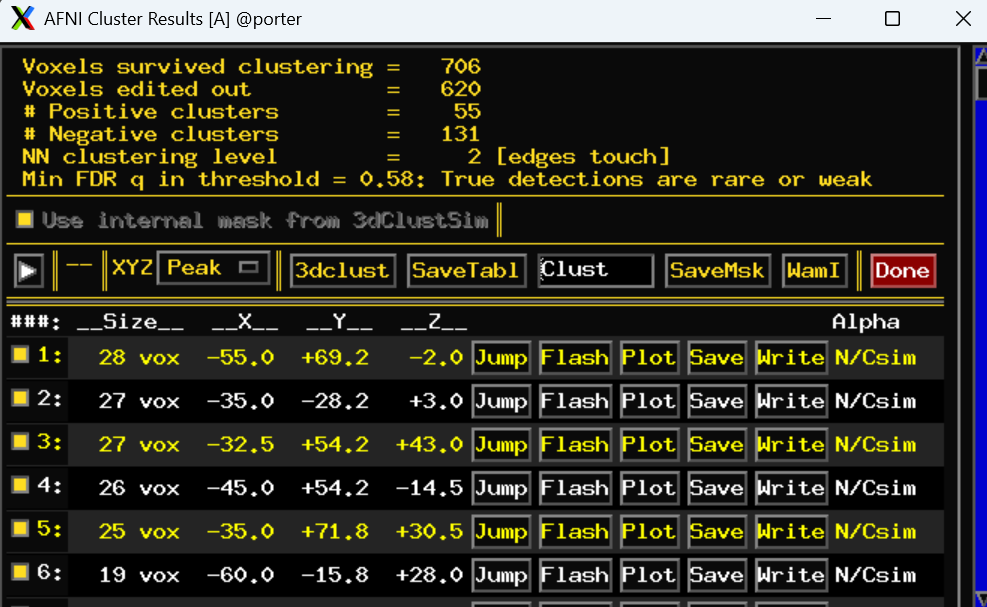 AFNI Cluster Results [A] @porter
Voxels survived clustering = 706
Voxels edited out = 620
# Positive clusters = 55
# Negative clusters = 131
NN clustering level = 2 [edges touch]
Min FDR q in threshold = 0.58: True detections are rare or weak
Use internal mask from 3dClustSim
-- XYZ Peak 3dclust SaveTabl Clust SaveMsk WamI Done
###: __Size__ __X__ __Y__ __Z__ Alpha
1: 28 vox -55.0 +69.2 -2.0 Jump Flash Plot Save Write N/Csim
2: 27 vox -35.0 -28.2 +3.0 Jump Flash Plot Save Write N/Csim
3: 27 vox -32.5 +54.2 +43.0 Jump Flash Plot Save Write N/Csim
4: 26 vox -45.0 +54.2 -14.5 Jump Flash Plot Save Write N/Csim
5: 25 vox -35.0 +71.8 +30.5 Jump Flash Plot Save Write N/Csim
6: 19 vox -60.0 -15.8 +28.0 Jump Flash Plot Save Write N/Csim